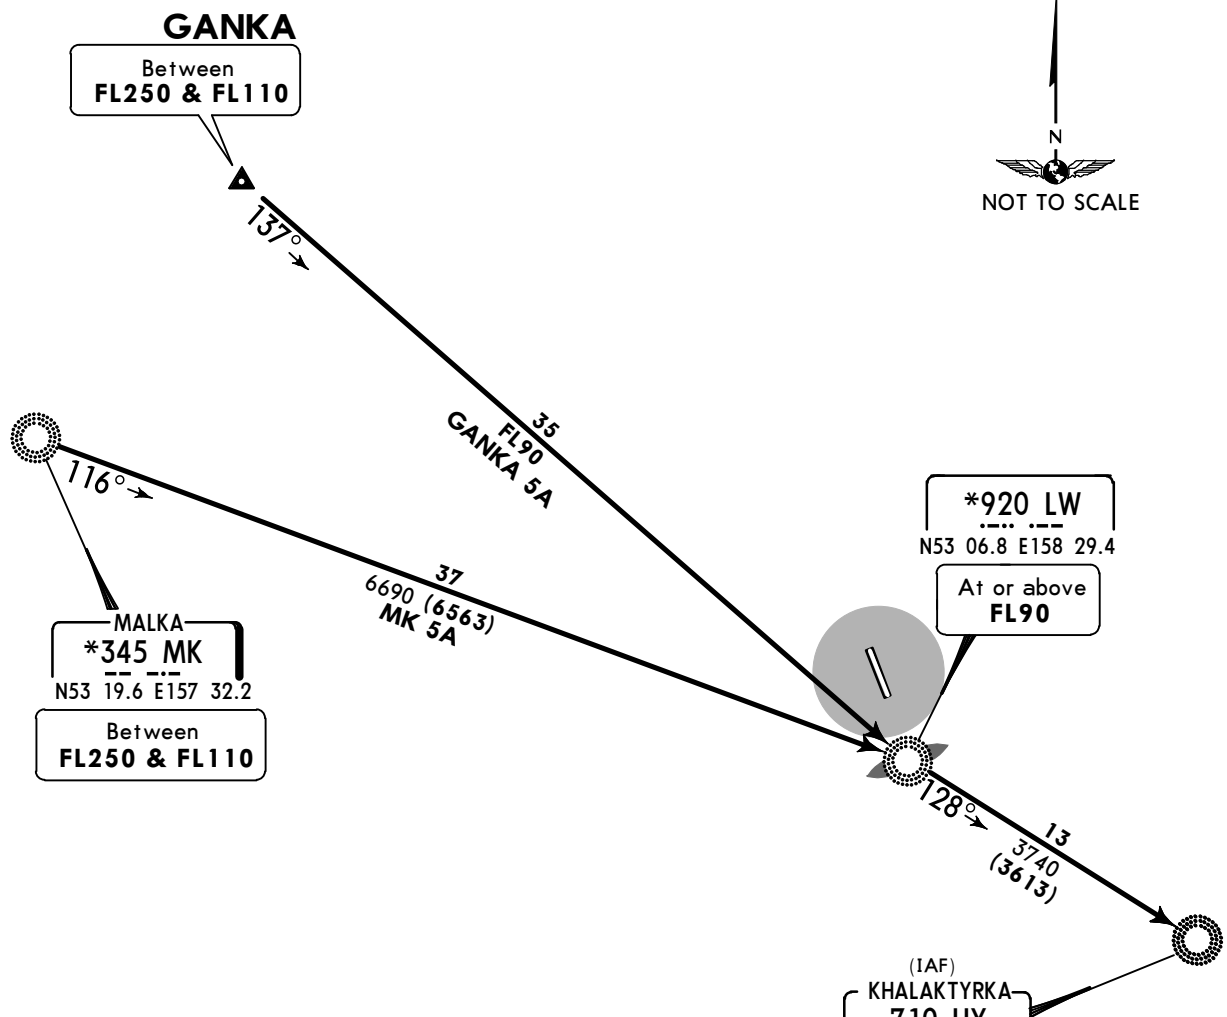 GANKA
Between
FL250 & FL110
N
NOT TO SCALE
137°
35
FL90
GANKA 5A
116°
37
6690 (6563)
MK 5A
*920 LW
N53 06.8 E158 29.4
At or above
FL90
MALKA
*345 MK
N53 19.6 E157 32.2
Between
FL250 & FL110
128°
13
3740
(3613)
(IAF)
KHALAKTYRKA